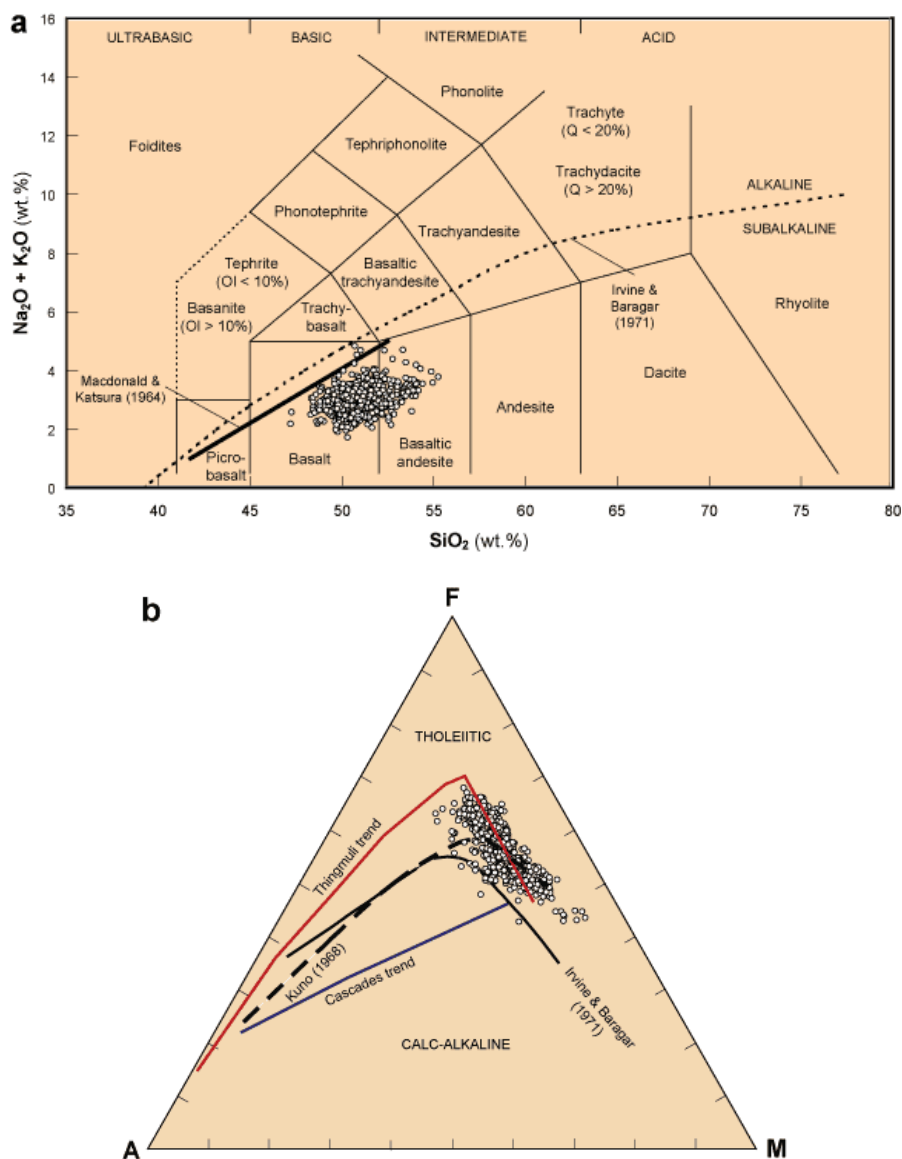 a
ULTRABASIC BASIC INTERMEDIATE ACID
Na₂O + K₂O (wt.%)
16
14
12
10
8
6
4
2
0
Foidites
Phonolite
Tephriphonolite
Trachyte
(Q < 20%)
Trachydacite
(Q > 20%)
Phonotephrite
Trachyandesite
ALKALINE
SUBALKALINE
Tephrite
(Ol < 10%)
Basanite
(Ol > 10%)
Basaltic
trachyandesite
Trachy-
basalt
Irvine &
Baragar
(1971)
Rhyolite
Macdonald &
Katsura (1964)
Dacite
Andesite
Picro-
basalt
Basalt
Basaltic
andesite
35 40 45 50 55 60 65 70 75 80
SiO₂ (wt.%)
b
F
THOLEIITIC
Thingmuli trend
Kuno (1968)
Cascades trend
Irvine & Baragar
(1971)
CALC-ALKALINE
A
M